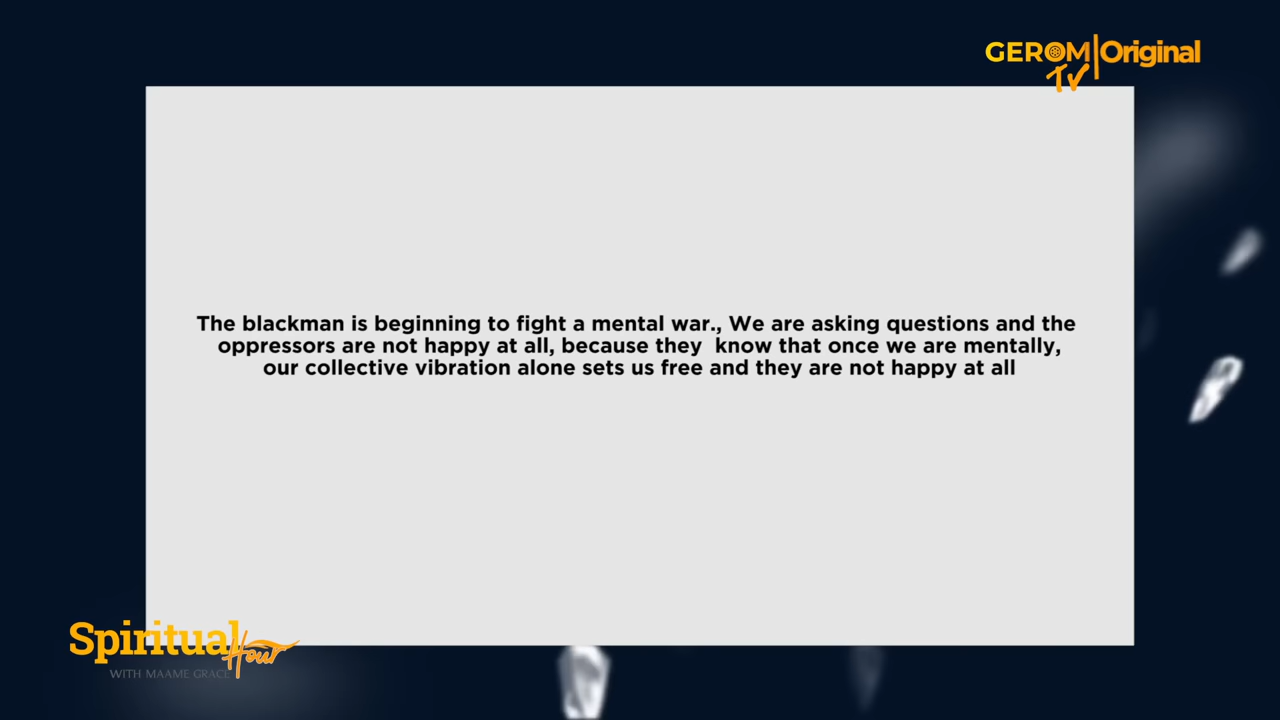 GEROM TV | Original
The blackman is beginning to fight a mental war., We are asking questions and the
oppressors are not happy at all, because they  know that once we are mentally,
our collective vibration alone sets us free and they are not happy at all
Spiritual Hour
WITH MAAME GRACE